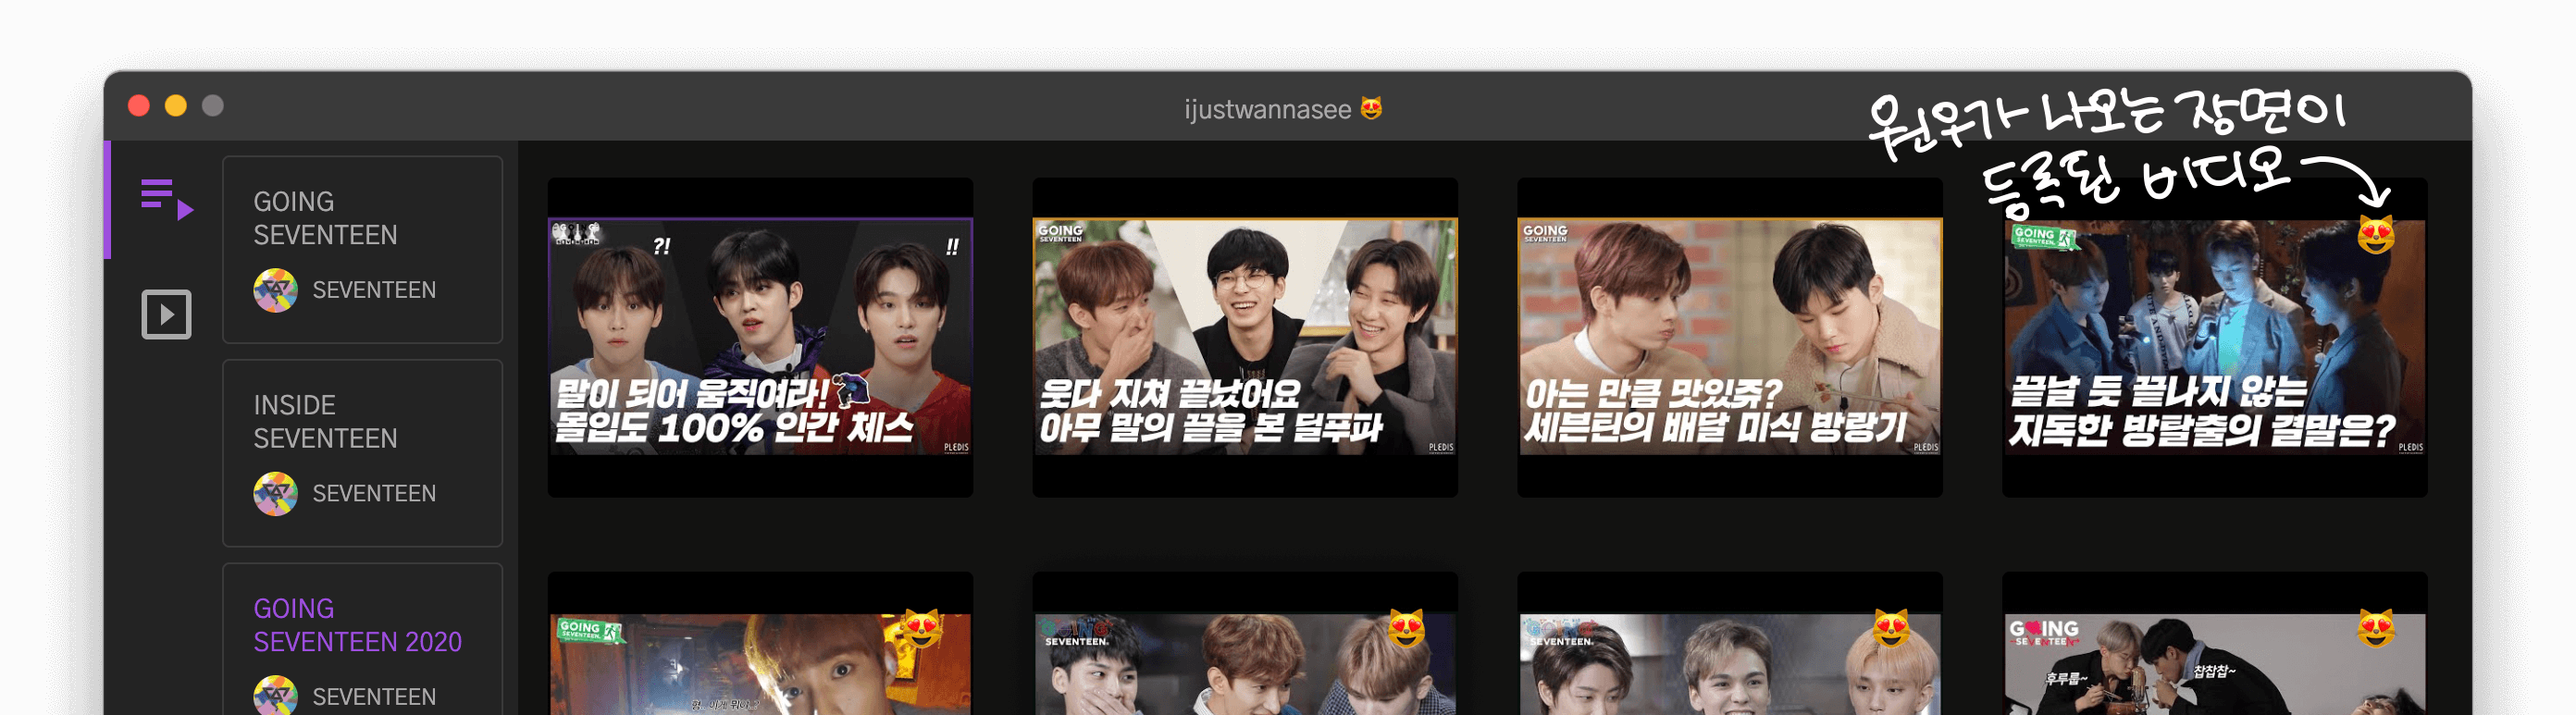 ijustwannasee
원우가 나오는 장면이
등록된 비디오
GOING
SEVENTEEN
SEVENTEEN
INSIDE
SEVENTEEN
SEVENTEEN
GOING
SEVENTEEN 2020
SEVENTEEN
?!
!!
말이 되어 움직여라!
몰입도 100% 인간 체스
PLEDIS
GOING
SEVENTEEN
웃다 지쳐 끝났어요
아무 말의 끝을 본 덜푸파
PLEDIS
GOING
SEVENTEEN
아는 만큼 맛있쥬?
세븐틴의 배달 미식 방랑기
PLEDIS
GOING
SEVENTEEN
끝날 듯 끝나지 않는
지독한 방탈출의 결말은?
PLEDIS
GOING
SEVENTEEN
GOING
SEVENTEEN
GOING
SEVENTEEN
GOING
SEVENTEEN
후루룹~
찹찹찹~